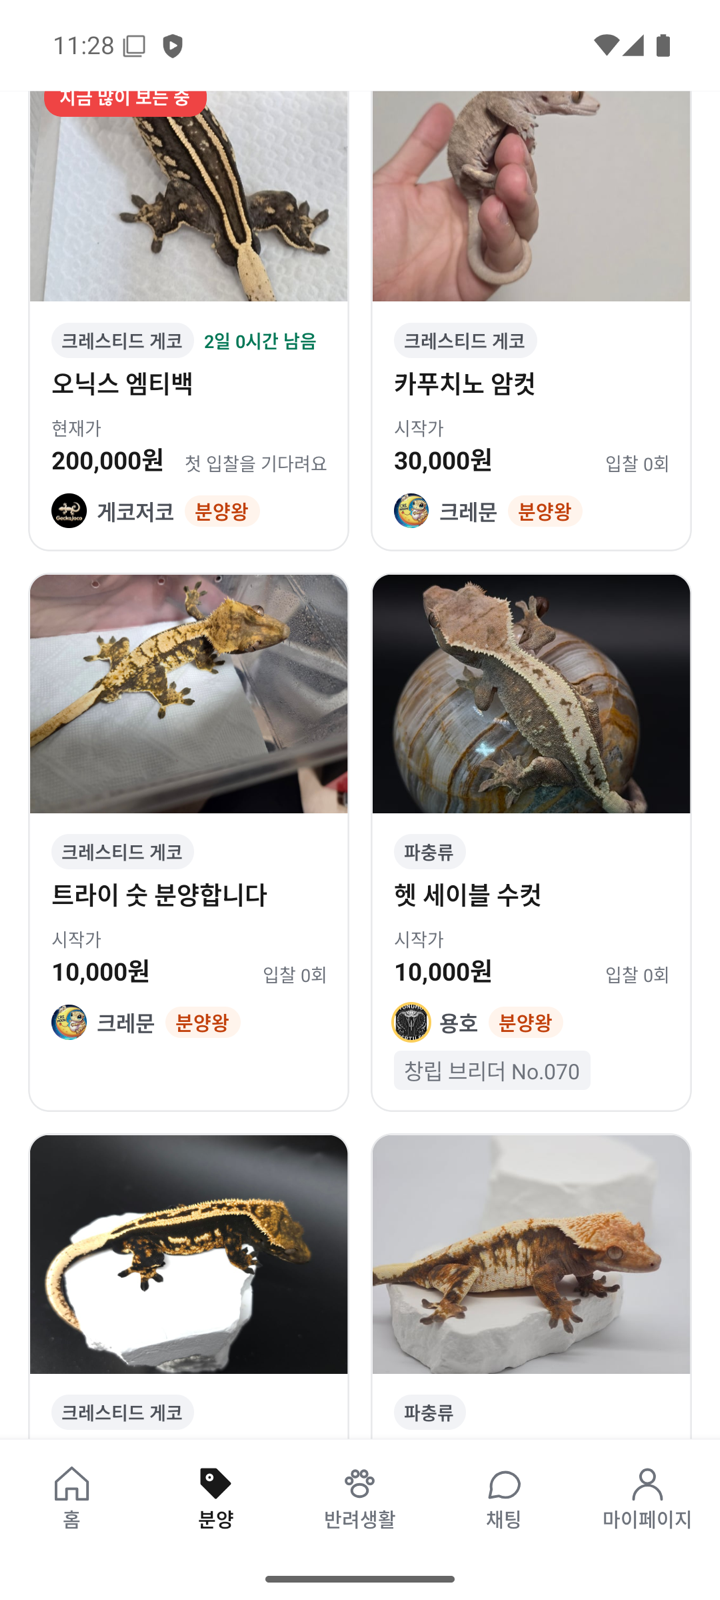 11:28
지금 많이 보는 중
크레스티드 게코 2일 0시간 남음
오닉스 엠티백
현재가
200,000원 첫 입찰을 기다려요
게코저코 분양왕
크레스티드 게코
카푸치노 암컷
시작가
30,000원 입찰 0회
크레문 분양왕
크레스티드 게코
트라이 숫 분양합니다
시작가
10,000원 입찰 0회
크레문 분양왕
파충류
헷 세이블 수컷
시작가
10,000원 입찰 0회
용호 분양왕
창립 브리더 No.070
크레스티드 게코
파충류
홈
분양
반려생활
채팅
마이페이지